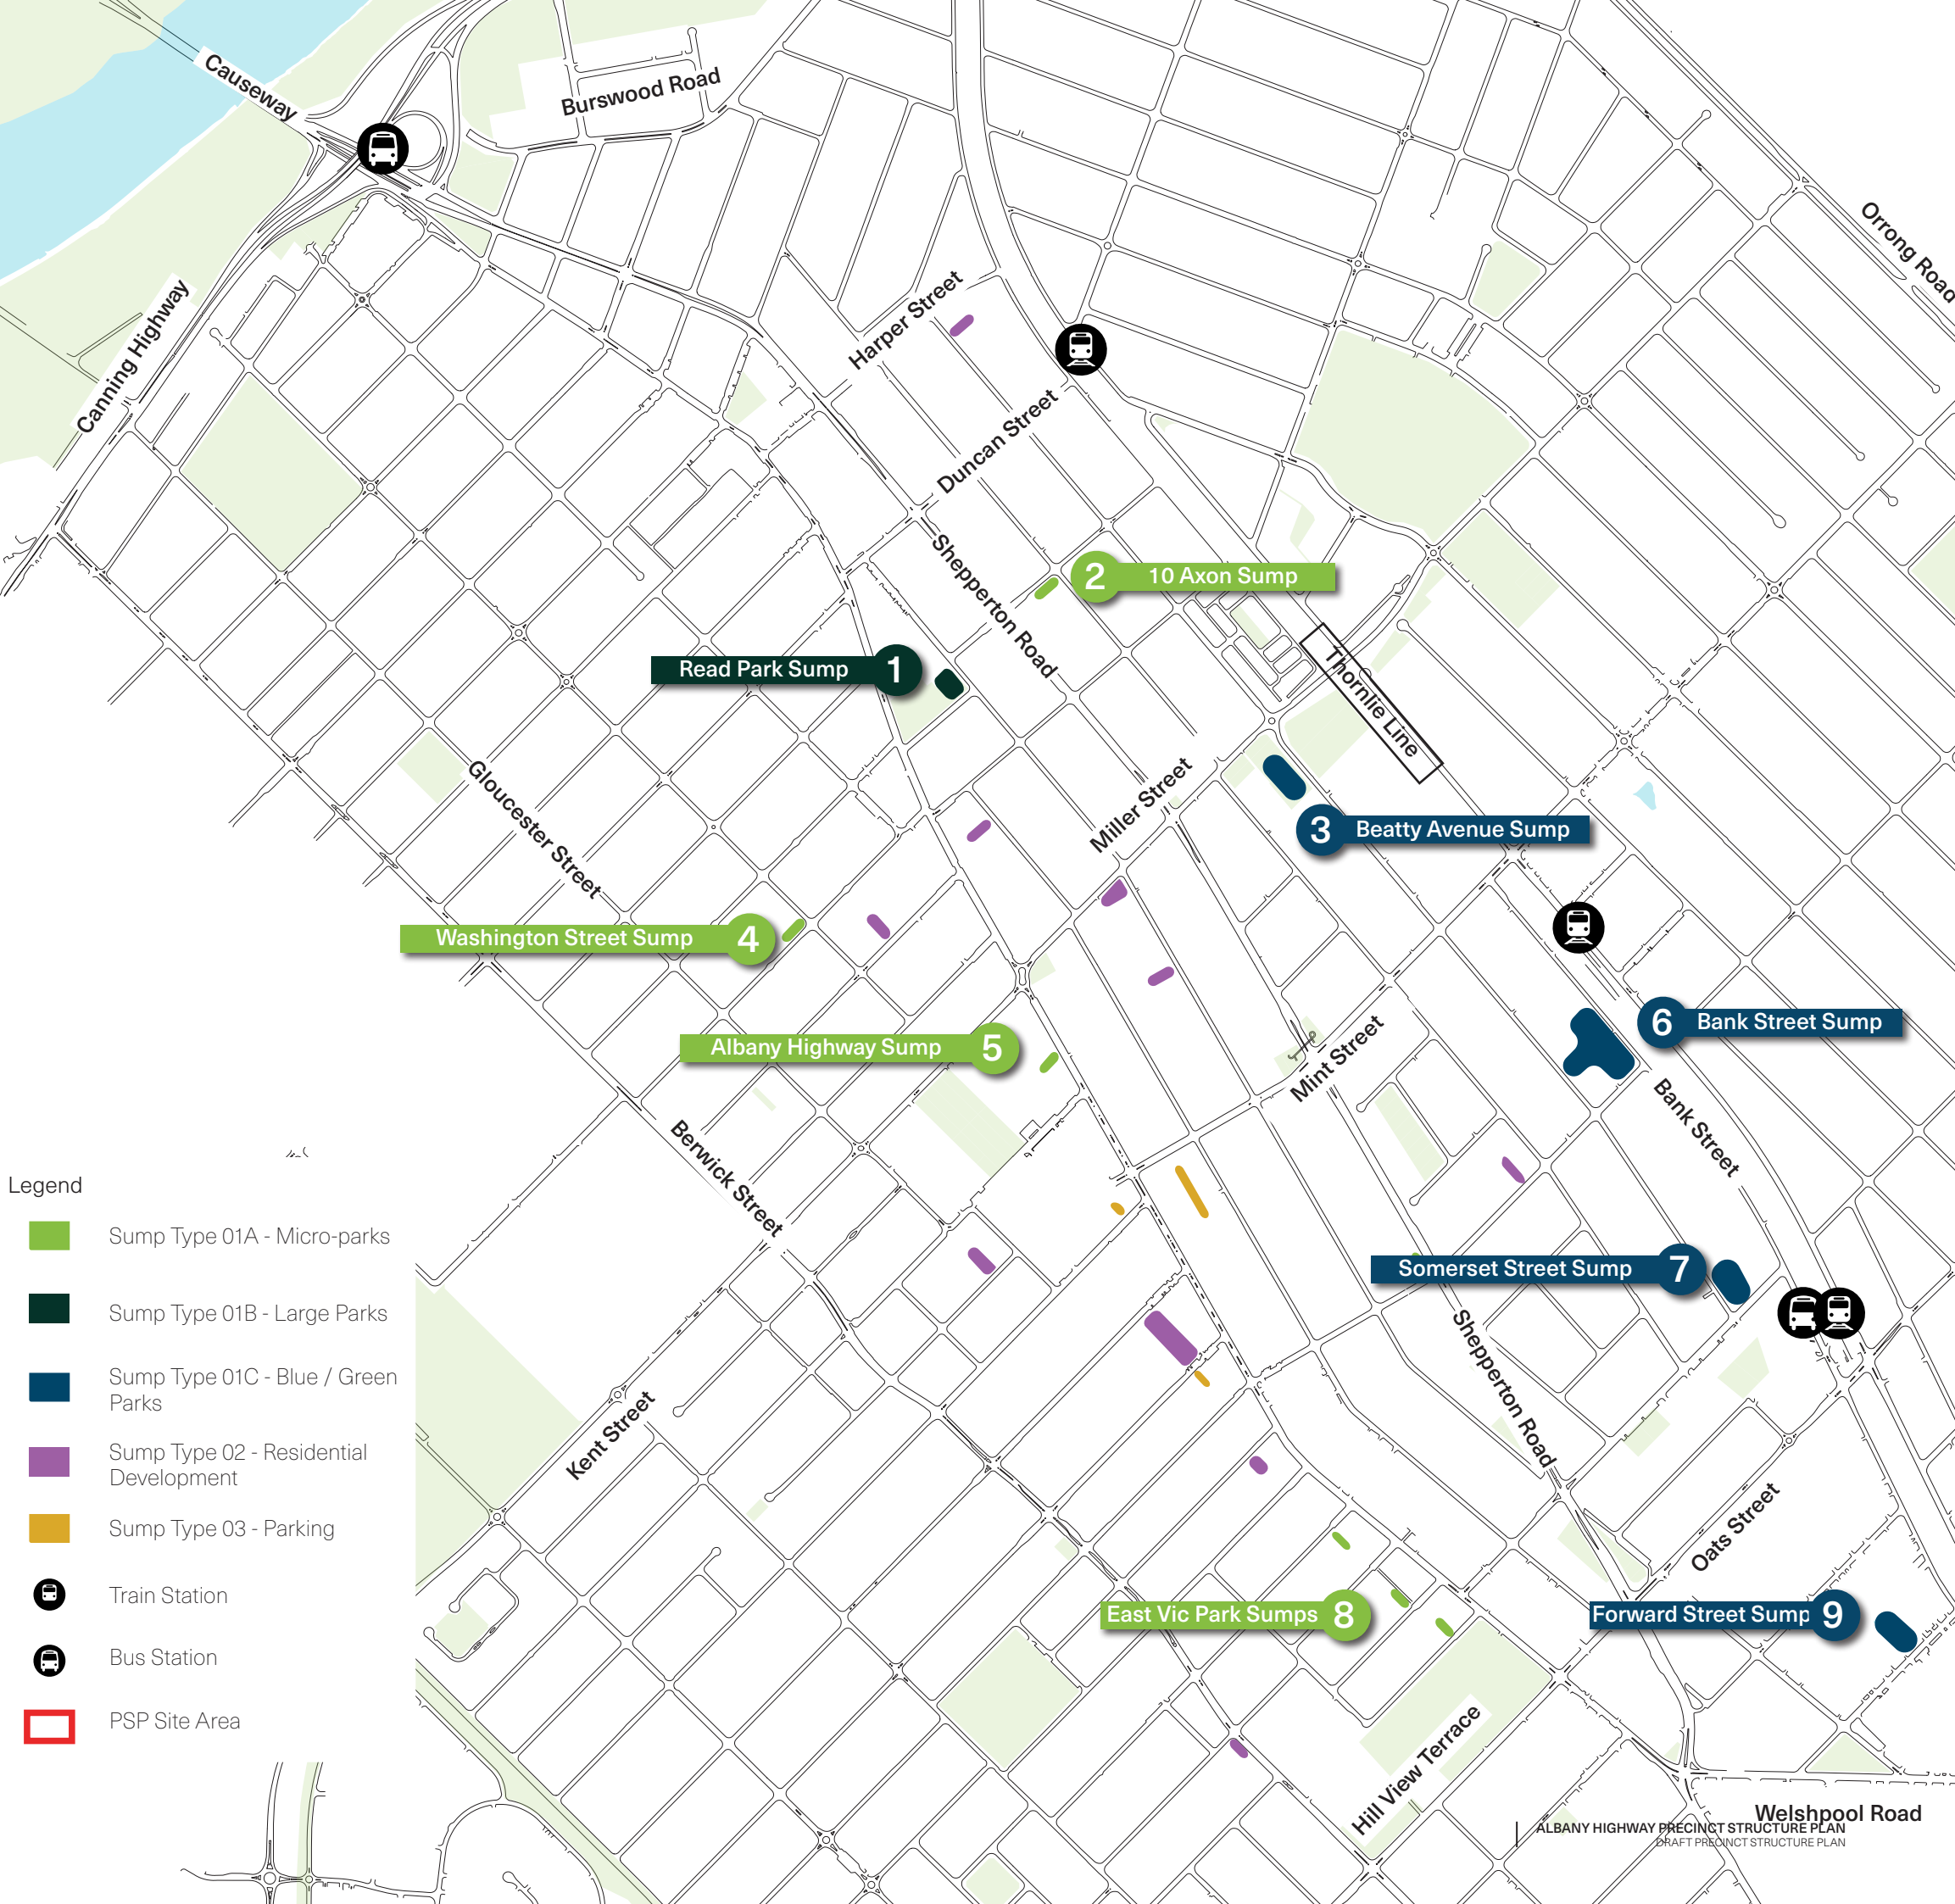 Causeway
Burswood Road
Orrong Road
Canning Highway
Harper Street
Duncan Street
Shepperton Road
2
10 Axon Sump
Read Park Sump
1
Thornlie Line
Miller Street
Gloucester Street
3
Beatty Avenue Sump
Washington Street Sump
4
6
Bank Street Sump
Albany Highway Sump
5
Mint Street
Bank Street
Berwick Street
Legend
Sump Type 01A - Micro-parks
Sump Type 01B - Large Parks
Sump Type 01C - Blue / Green
Parks
Sump Type 02 - Residential
Development
Sump Type 03 - Parking
Train Station
Bus Station
PSP Site Area
Somerset Street Sump
7
Shepperton Road
Kent Street
Oats Street
East Vic Park Sumps
8
Forward Street Sump
9
Hill View Terrace
Welshpool Road
ALBANY HIGHWAY PRECINCT STRUCTURE PLAN
DRAFT PRECINCT STRUCTURE PLAN